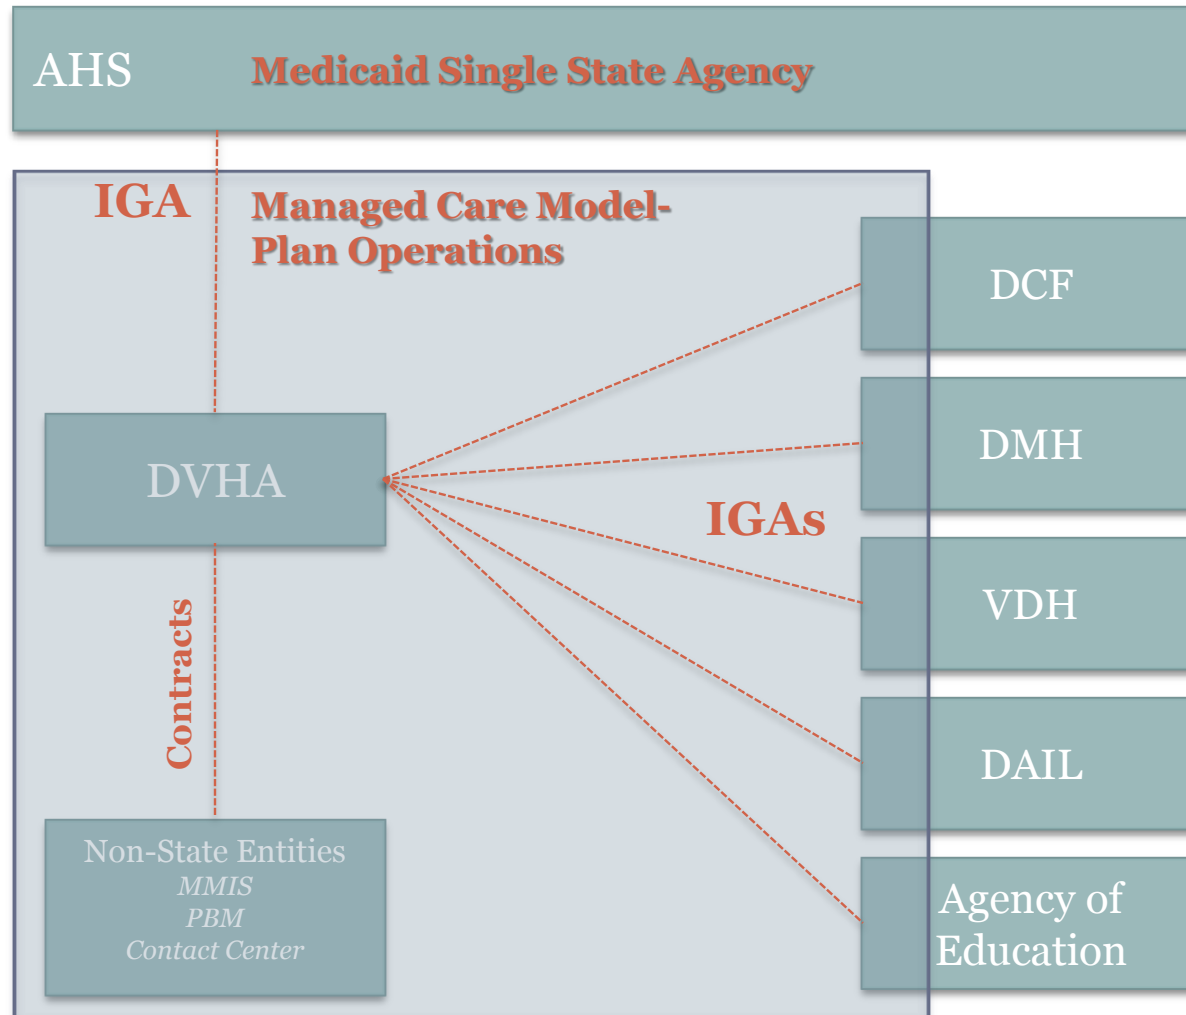 AHS
Medicaid Single State Agency
IGA
Managed Care Model-
Plan Operations
DCF
DMH
DVHA
IGAs
VDH
Contracts
DAIL
Non-State Entities
MMIS
PBM
Contact Center
Agency of
Education